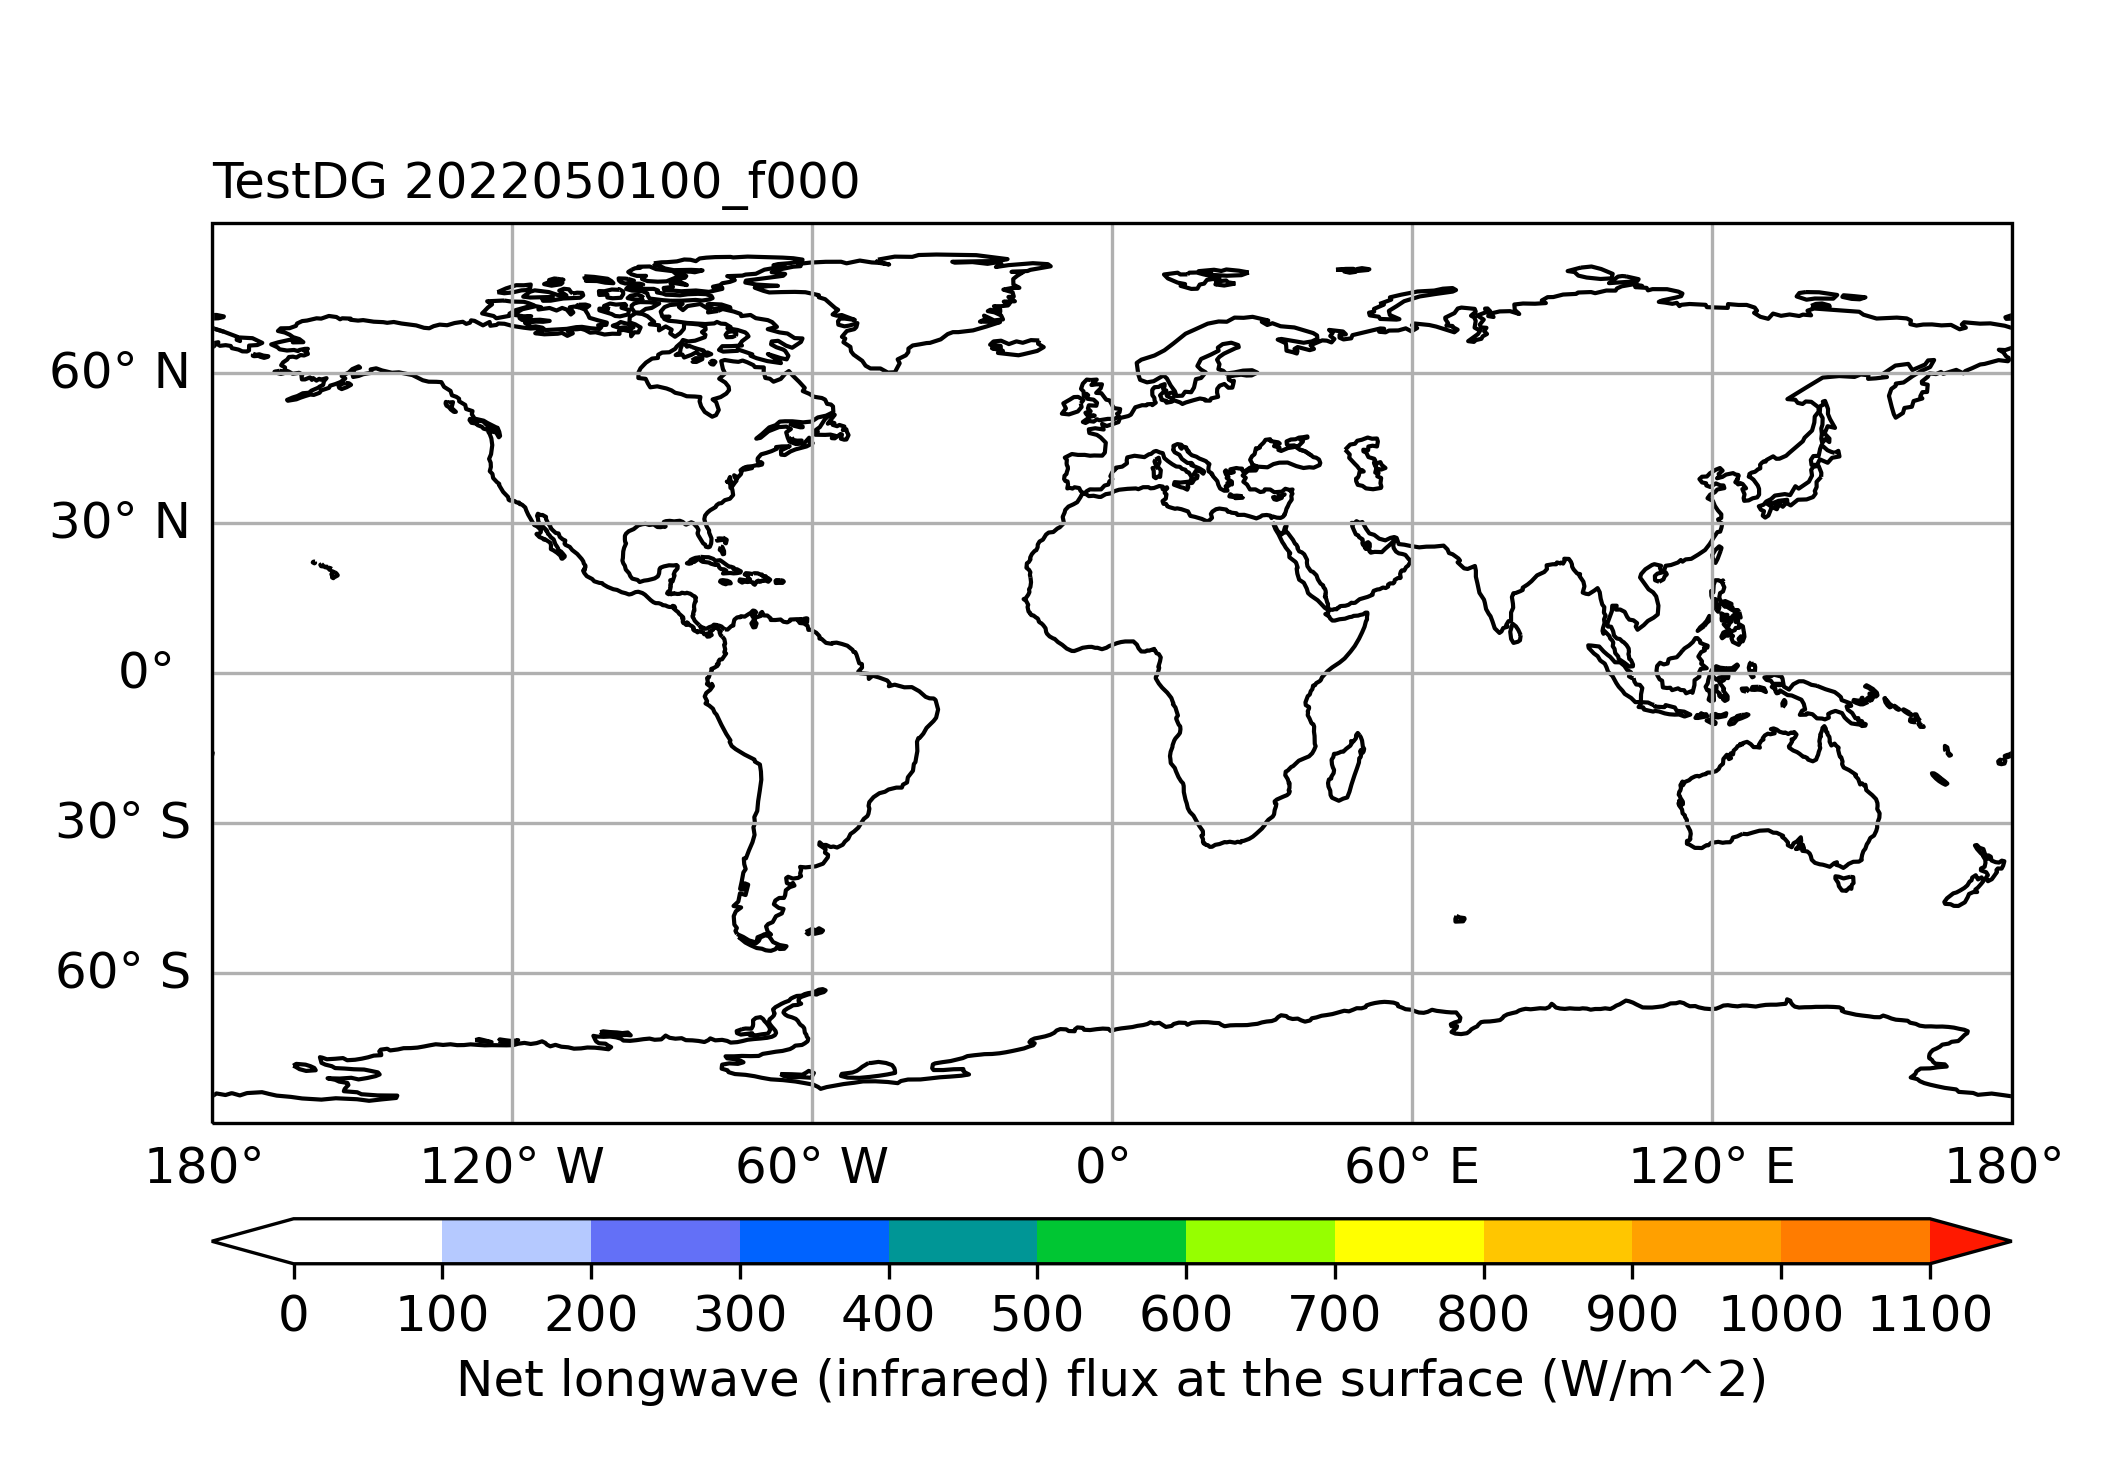 TestDG 2022050100_f000
60° N
30° N
0°
30° S
60° S
180° 120° W 60° W 0° 60° E 120° E 180°
0 100 200 300 400 500 600 700 800 900 1000 1100
Net longwave (infrared) flux at the surface (W/m^2)